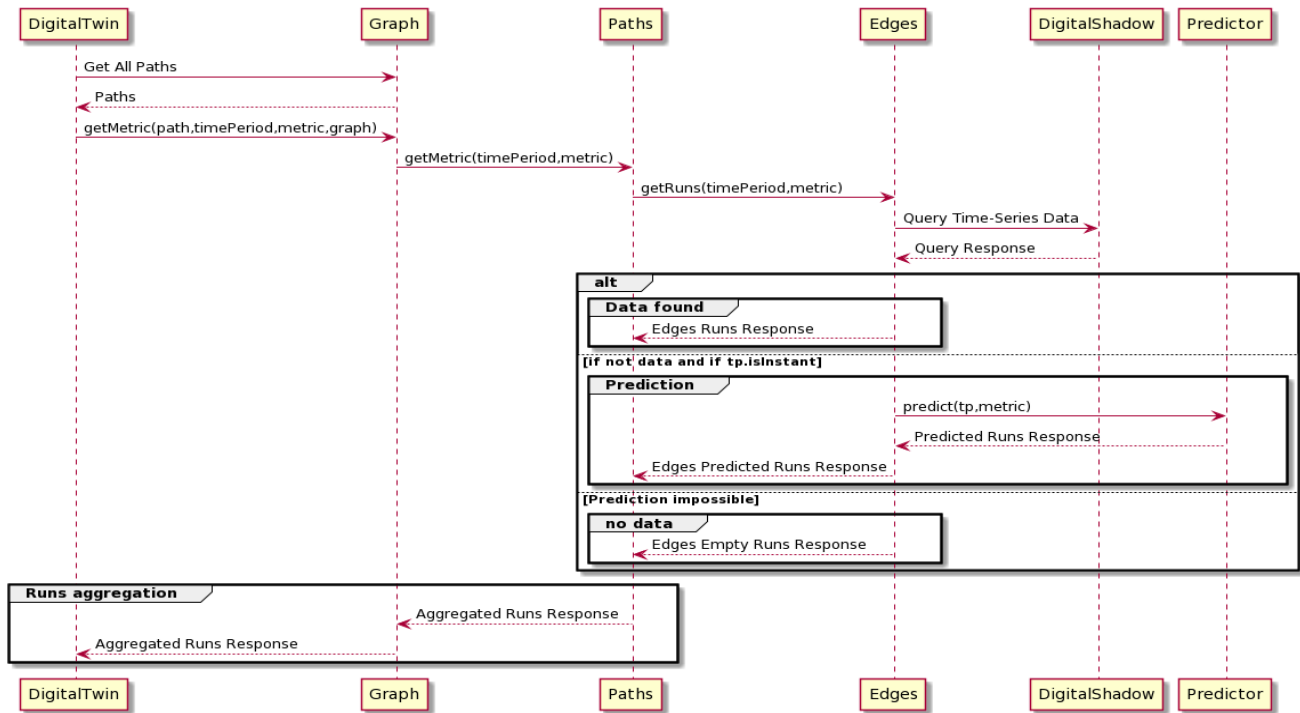 DigitalTwin
Graph
Paths
Edges
DigitalShadow
Predictor
Get All Paths
Paths
getMetric(path,timePeriod,metric,graph)
getMetric(timePeriod,metric)
getRuns(timePeriod,metric)
Query Time-Series Data
Query Response
alt
Data found
Edges Runs Response
[if not data and if tp.isInstant]
Prediction
predict(tp,metric)
Predicted Runs Response
Edges Predicted Runs Response
[Prediction impossible]
no data
Edges Empty Runs Response
Runs aggregation
Aggregated Runs Response
Aggregated Runs Response
DigitalTwin
Graph
Paths
Edges
DigitalShadow
Predictor